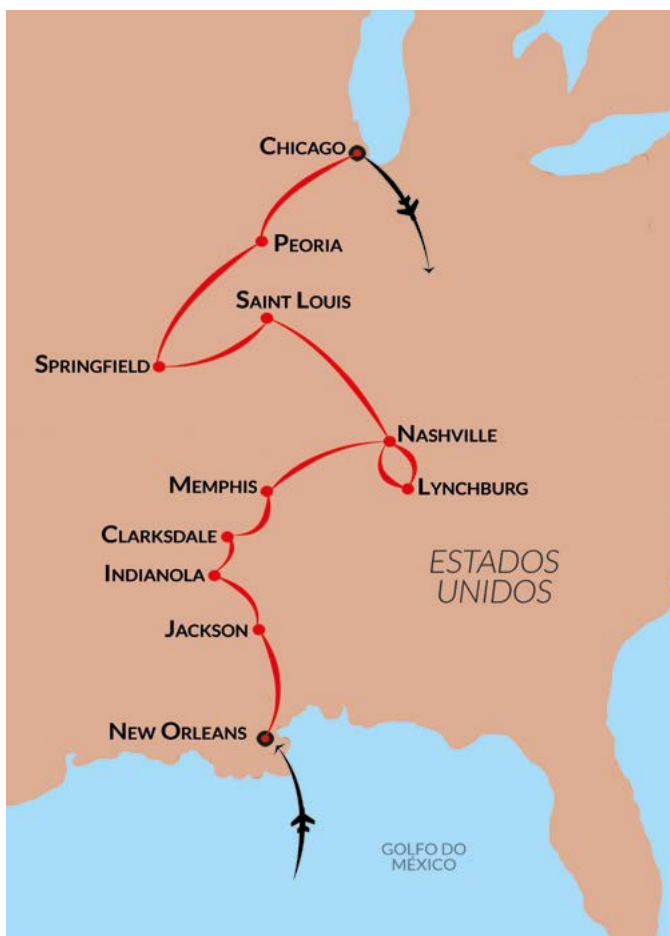 CHICAGO
PEORIA
SAINT LOUIS
SPRINGFIELD
NASHVILLE
MEMPHIS
LYNCHBURG
CLARKSDALE
INDIANOLA
ESTADOS
UNIDOS
JACKSON
NEW ORLEANS
GOLFO DO
MÉXICO